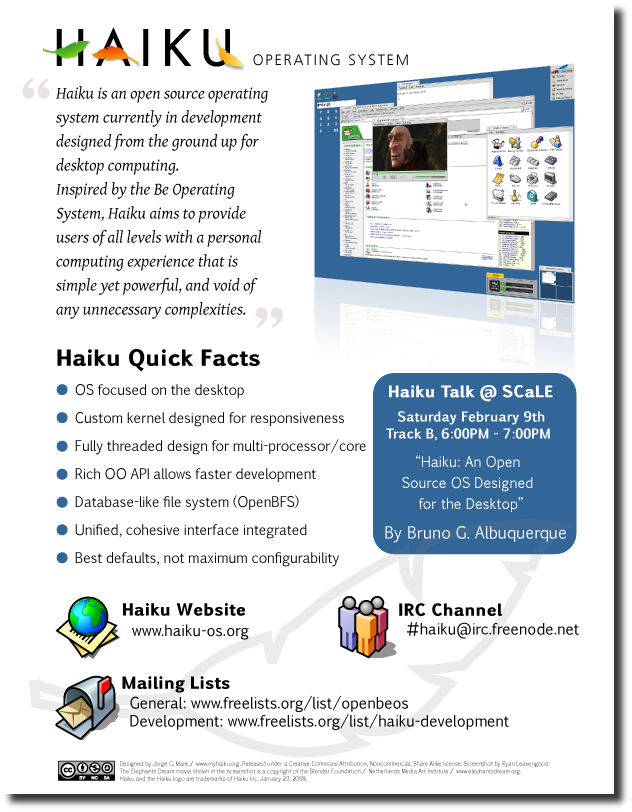 HAIKU OPERATING SYSTEM
“Haiku is an open source operating
system currently in development
designed from the ground up for
desktop computing.
Inspired by the Be Operating
System, Haiku aims to provide
users of all levels with a personal
computing experience that is
simple yet powerful, and void of
any unnecessary complexities.”
Haiku Quick Facts
OS focused on the desktop
Custom kernel designed for responsiveness
Fully threaded design for multi-processor/core
Rich OO API allows faster development
Database-like file system (OpenBFS)
Unified, cohesive interface integrated
Best defaults, not maximum configurability
Haiku Talk @ SCaLE
Saturday February 9th
Track B, 6:00PM - 7:00PM
“Haiku: An Open
Source OS Designed
for the Desktop”
By Bruno G. Albuquerque
Haiku Website
www.haiku-os.org
IRC Channel
#haiku@irc.freenode.net
Mailing Lists
General: www.freelists.org/list/openbeos
Development: www.freelists.org/list/haiku-development
Designed by Jorge G. Mare / www.myhaiku.org. Released under a Creative Commons Attribution, Noncommercial, Share Alike license. Screenshot by Ryan Leavengood.
The Elephants Dream movie shown in the screenshot is a copyright of the Blender Foundation / Netherlands Media Art Institute / www.elephantsdream.org.
Haiku and the Haiku logo are trademarks of Haiku Inc. January 23, 2008.
CC BY NC SA